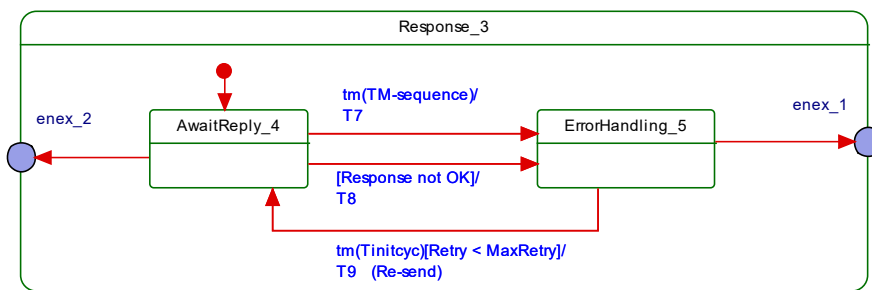 Response_3
enex_2
AwaitReply_4
tm(TM-sequence)/
T7
ErrorHandling_5
enex_1
[Response not OK]/
T8
tm(Tinitcyc)[Retry < MaxRetry]/
T9 (Re-send)